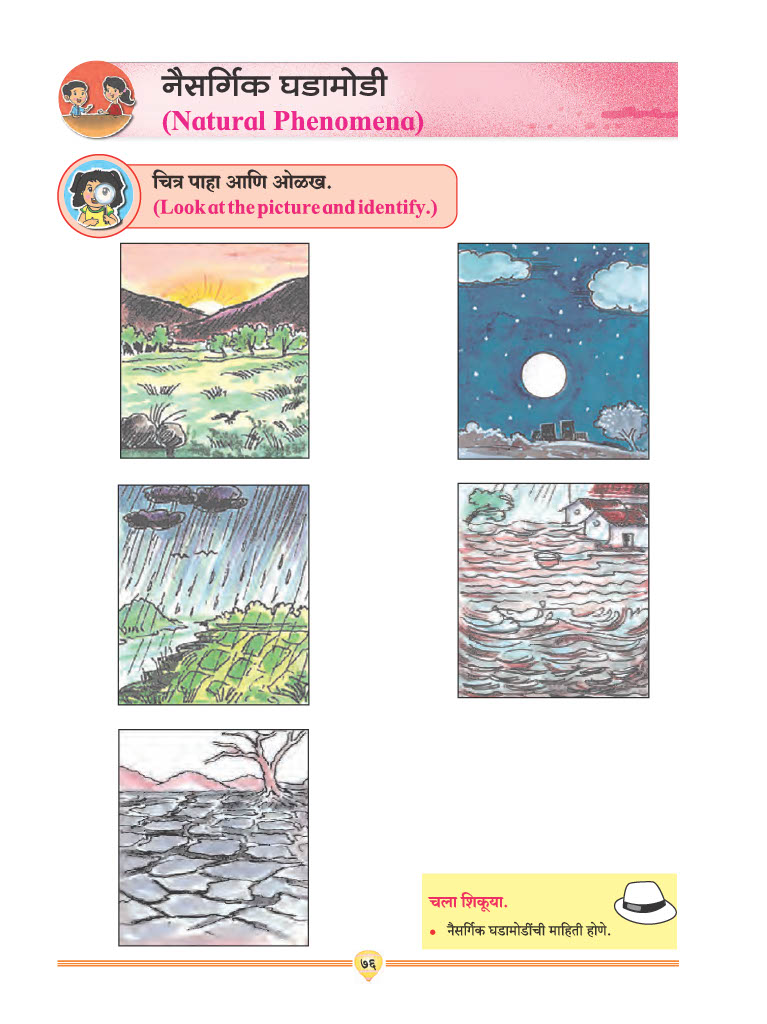 नैसर्गिक घडामोडी
(Natural Phenomena)
चित्र पाहा आणि ओळख.
(Look at the picture and identify.)
चला शिकूया.
• नैसर्गिक घडामोडींची माहिती होणे.
७६